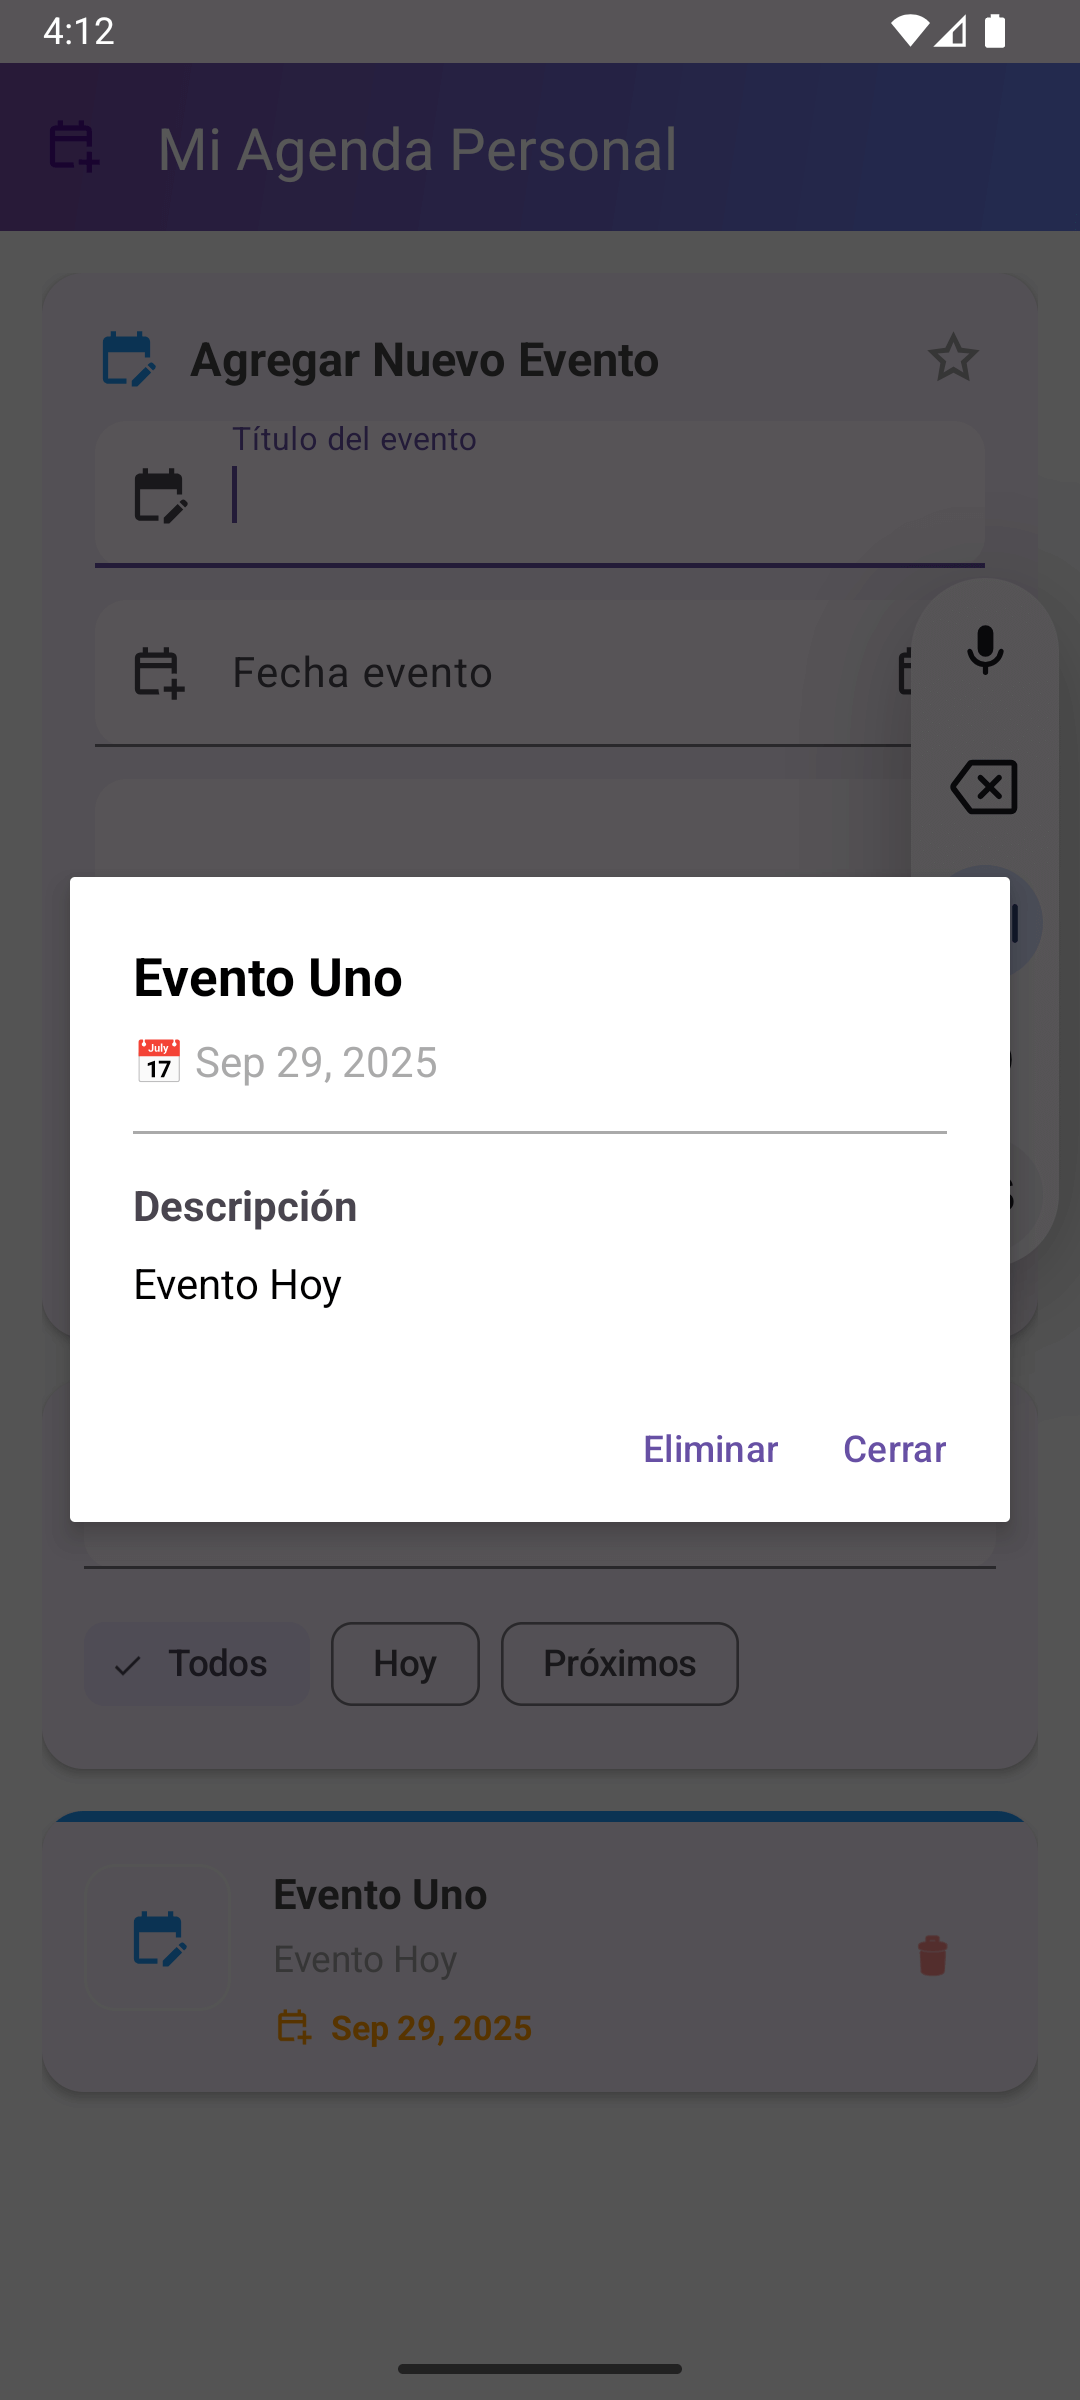 4:12
Mi Agenda Personal
Agregar Nuevo Evento
Título del evento
Fecha evento
Evento Uno
July
17
Sep 29, 2025
Descripción
Evento Hoy
Eliminar Cerrar
Todos Hoy Próximos
Evento Uno
Evento Hoy
Sep 29, 2025